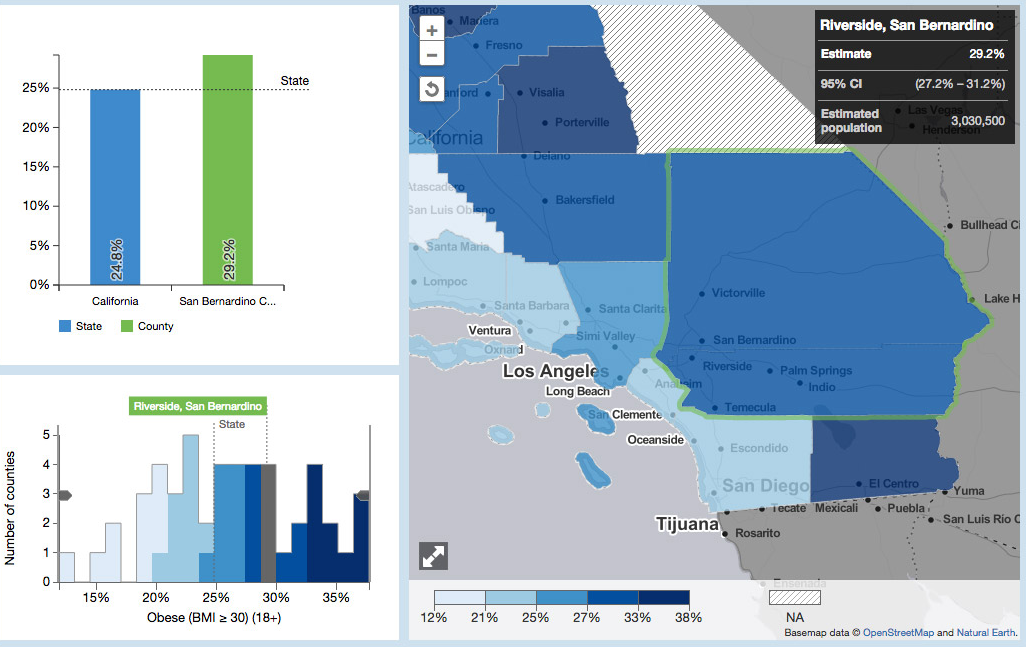 25%
20%
15%
10%
5%
0%
State
24.8%
29.2%
California
San Bernardino C...
State
County
Riverside, San Bernardino
State
Number of counties
5
4
3
2
1
0
15%
20%
25%
30%
35%
Obese (BMI ≥ 30) (18+)
+
−
Riverside, San Bernardino
Estimate
29.2%
95% CI
(27.2% – 31.2%)
Estimated population
3,030,500
Banos
Madera
Fresno
anford
Visalia
Porterville
California
Delano
Las Vegas
Henderson
Atascadero
San Luis Obispo
Bakersfield
Santa Maria
Bullhead Ci
Lompoc
Santa Barbara
Santa Clarita
Victorville
Lake H
Ventura
Simi Valley
San Bernardino
Oxnard
Los Angeles
Riverside
Palm Springs
Long Beach
Anaheim
Indio
San Clemente
Temecula
Oceanside
Escondido
San Diego
El Centro
Yuma
Tijuana
Tecate
Mexicali
Puebla
San Luis Río C
Rosarito
Ensenada
12%
21%
25%
27%
33%
38%
NA
Basemap data © OpenStreetMap and Natural Earth.